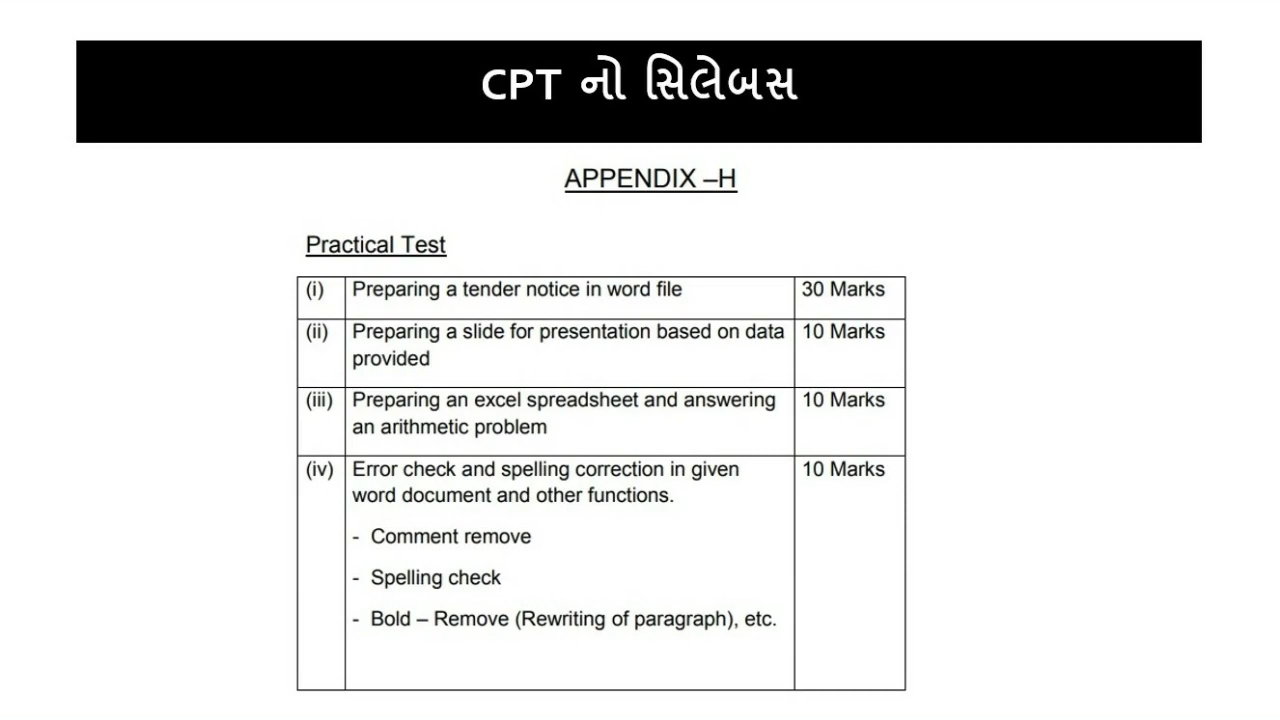 CPT નો સિલેબસ
APPENDIX –H
Practical Test
(i) Preparing a tender notice in word file 30 Marks
(ii) Preparing a slide for presentation based on data 10 Marks
provided
(iii) Preparing an excel spreadsheet and answering 10 Marks
an arithmetic problem
(iv) Error check and spelling correction in given 10 Marks
word document and other functions.
- Comment remove
- Spelling check
- Bold – Remove (Rewriting of paragraph), etc.